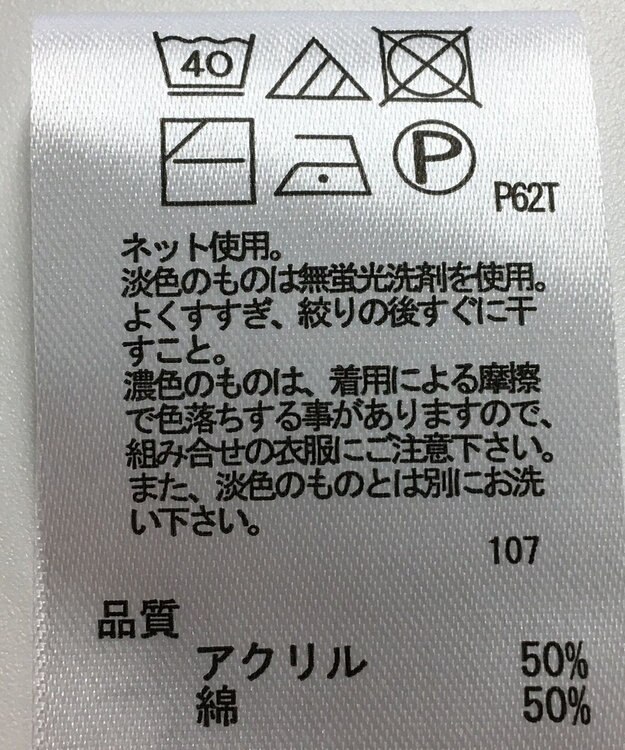 40
P
P62T
ネット使用。
淡色のものは無蛍光洗剤を使用。
よくすすぎ、絞りの後すぐに干
すこと。
濃色のものは、着用による摩擦
で色落ちする事がありますので、
組み合せの衣服にご注意下さい。
また、淡色のものとは別にお洗
い下さい。
107
品質
アクリル 50%
綿 50%